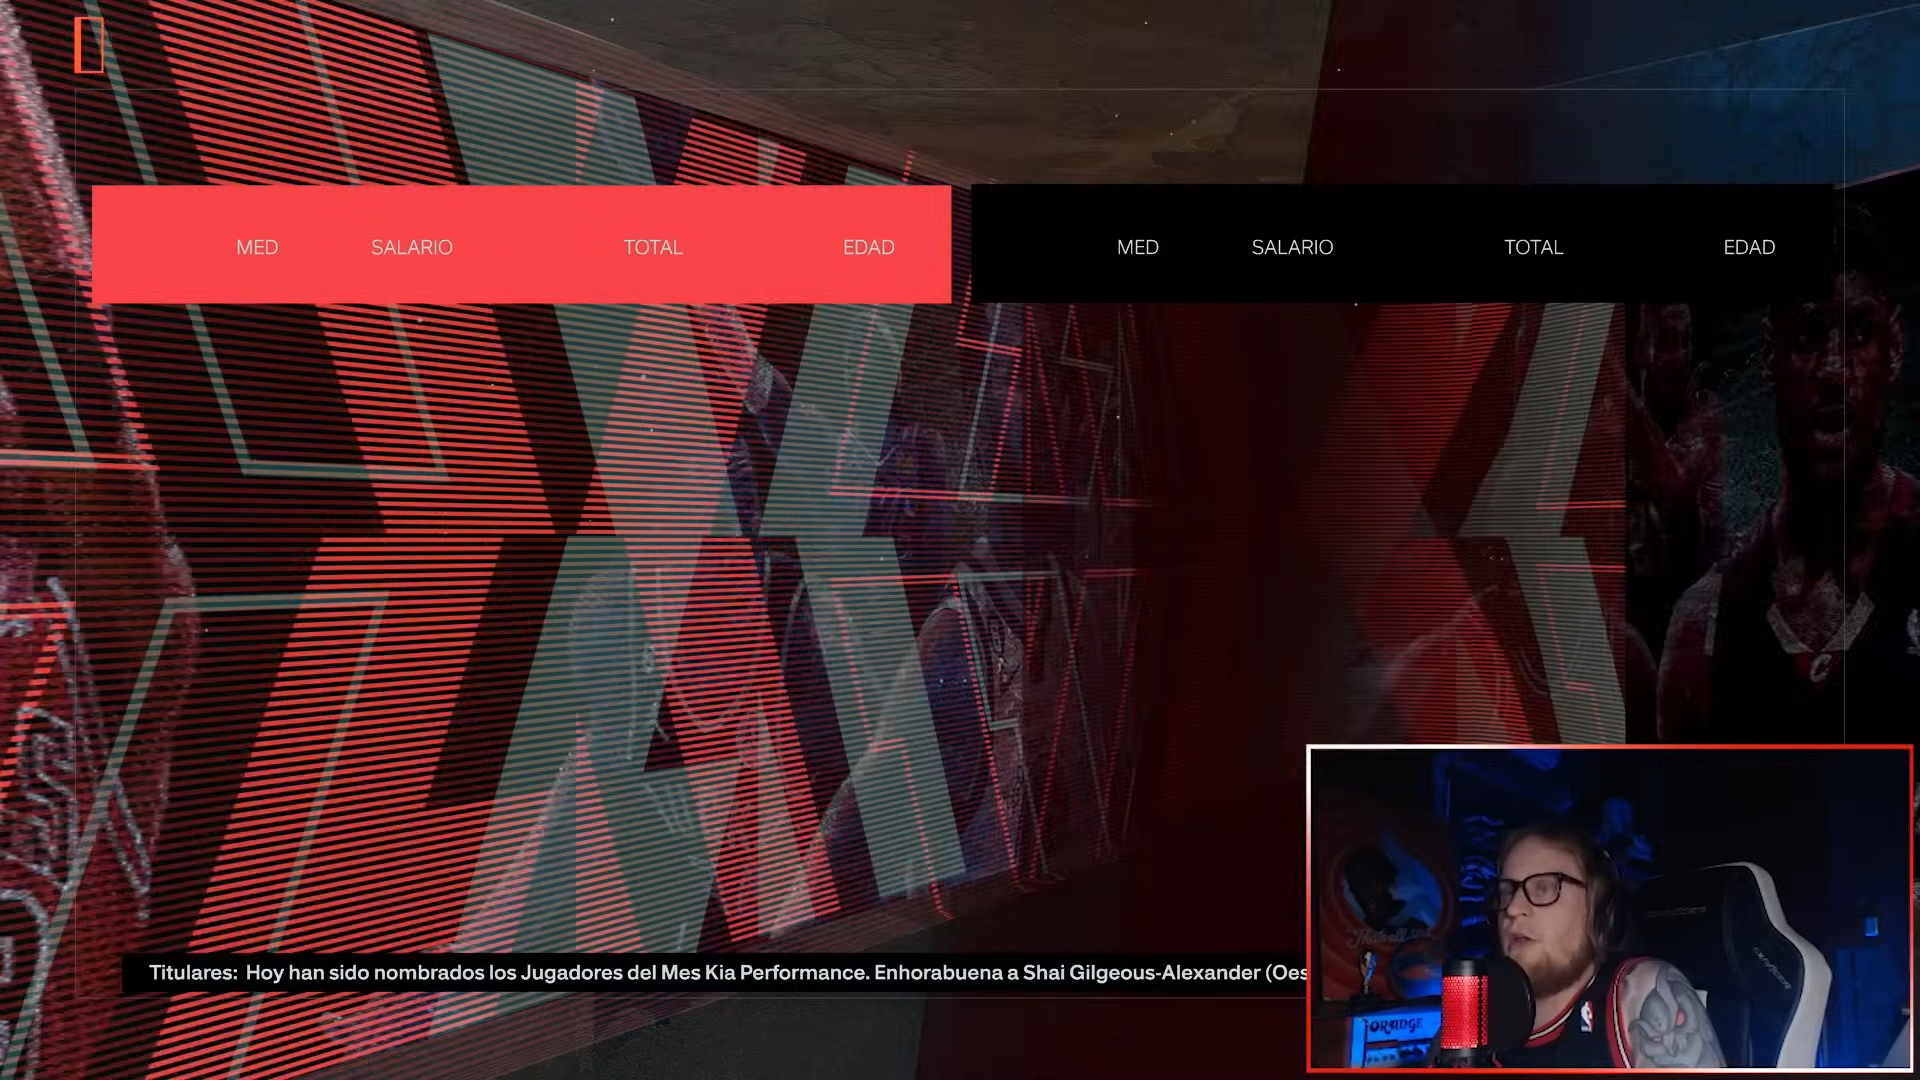 MED SALARIO TOTAL EDAD
MED SALARIO TOTAL EDAD
Titulares: Hoy han sido nombrados los Jugadores del Mes Kia Performance. Enhorabuena a Shai Gilgeous-Alexander (Oes
ORANGE